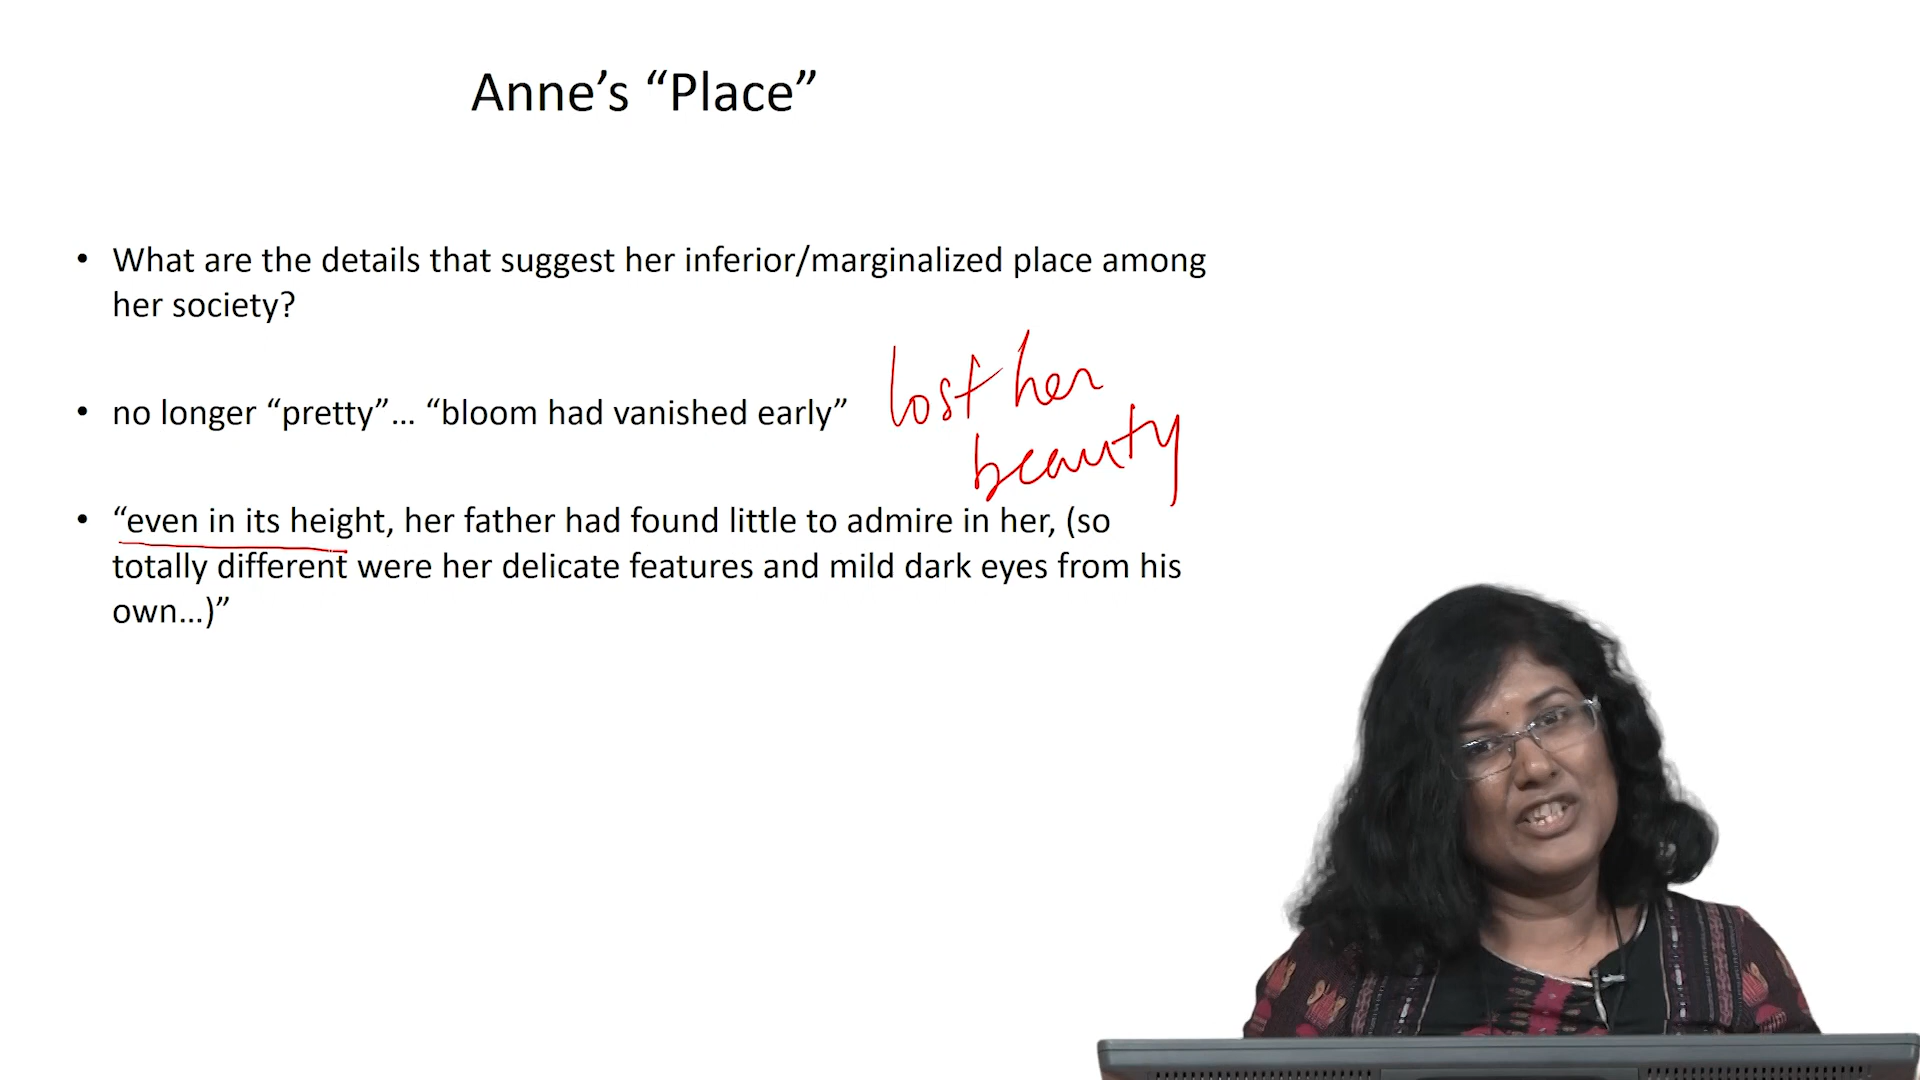 Anne’s “Place”
• What are the details that suggest her inferior/marginalized place among
her society?
• no longer “pretty”… “bloom had vanished early”
lost her
beauty
• “even in its height, her father had found little to admire in her, (so
totally different were her delicate features and mild dark eyes from his
own…)”